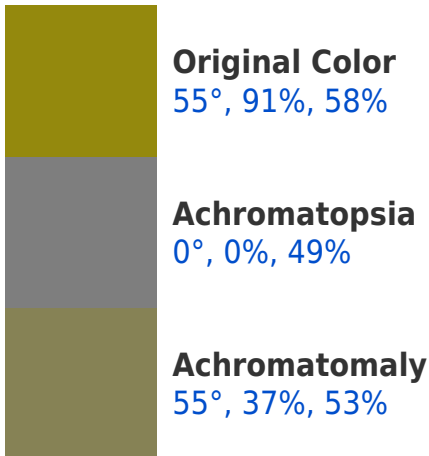 Original Color
55°, 91%, 58%
Achromatopsia
0°, 0%, 49%
Achromatomaly
55°, 37%, 53%